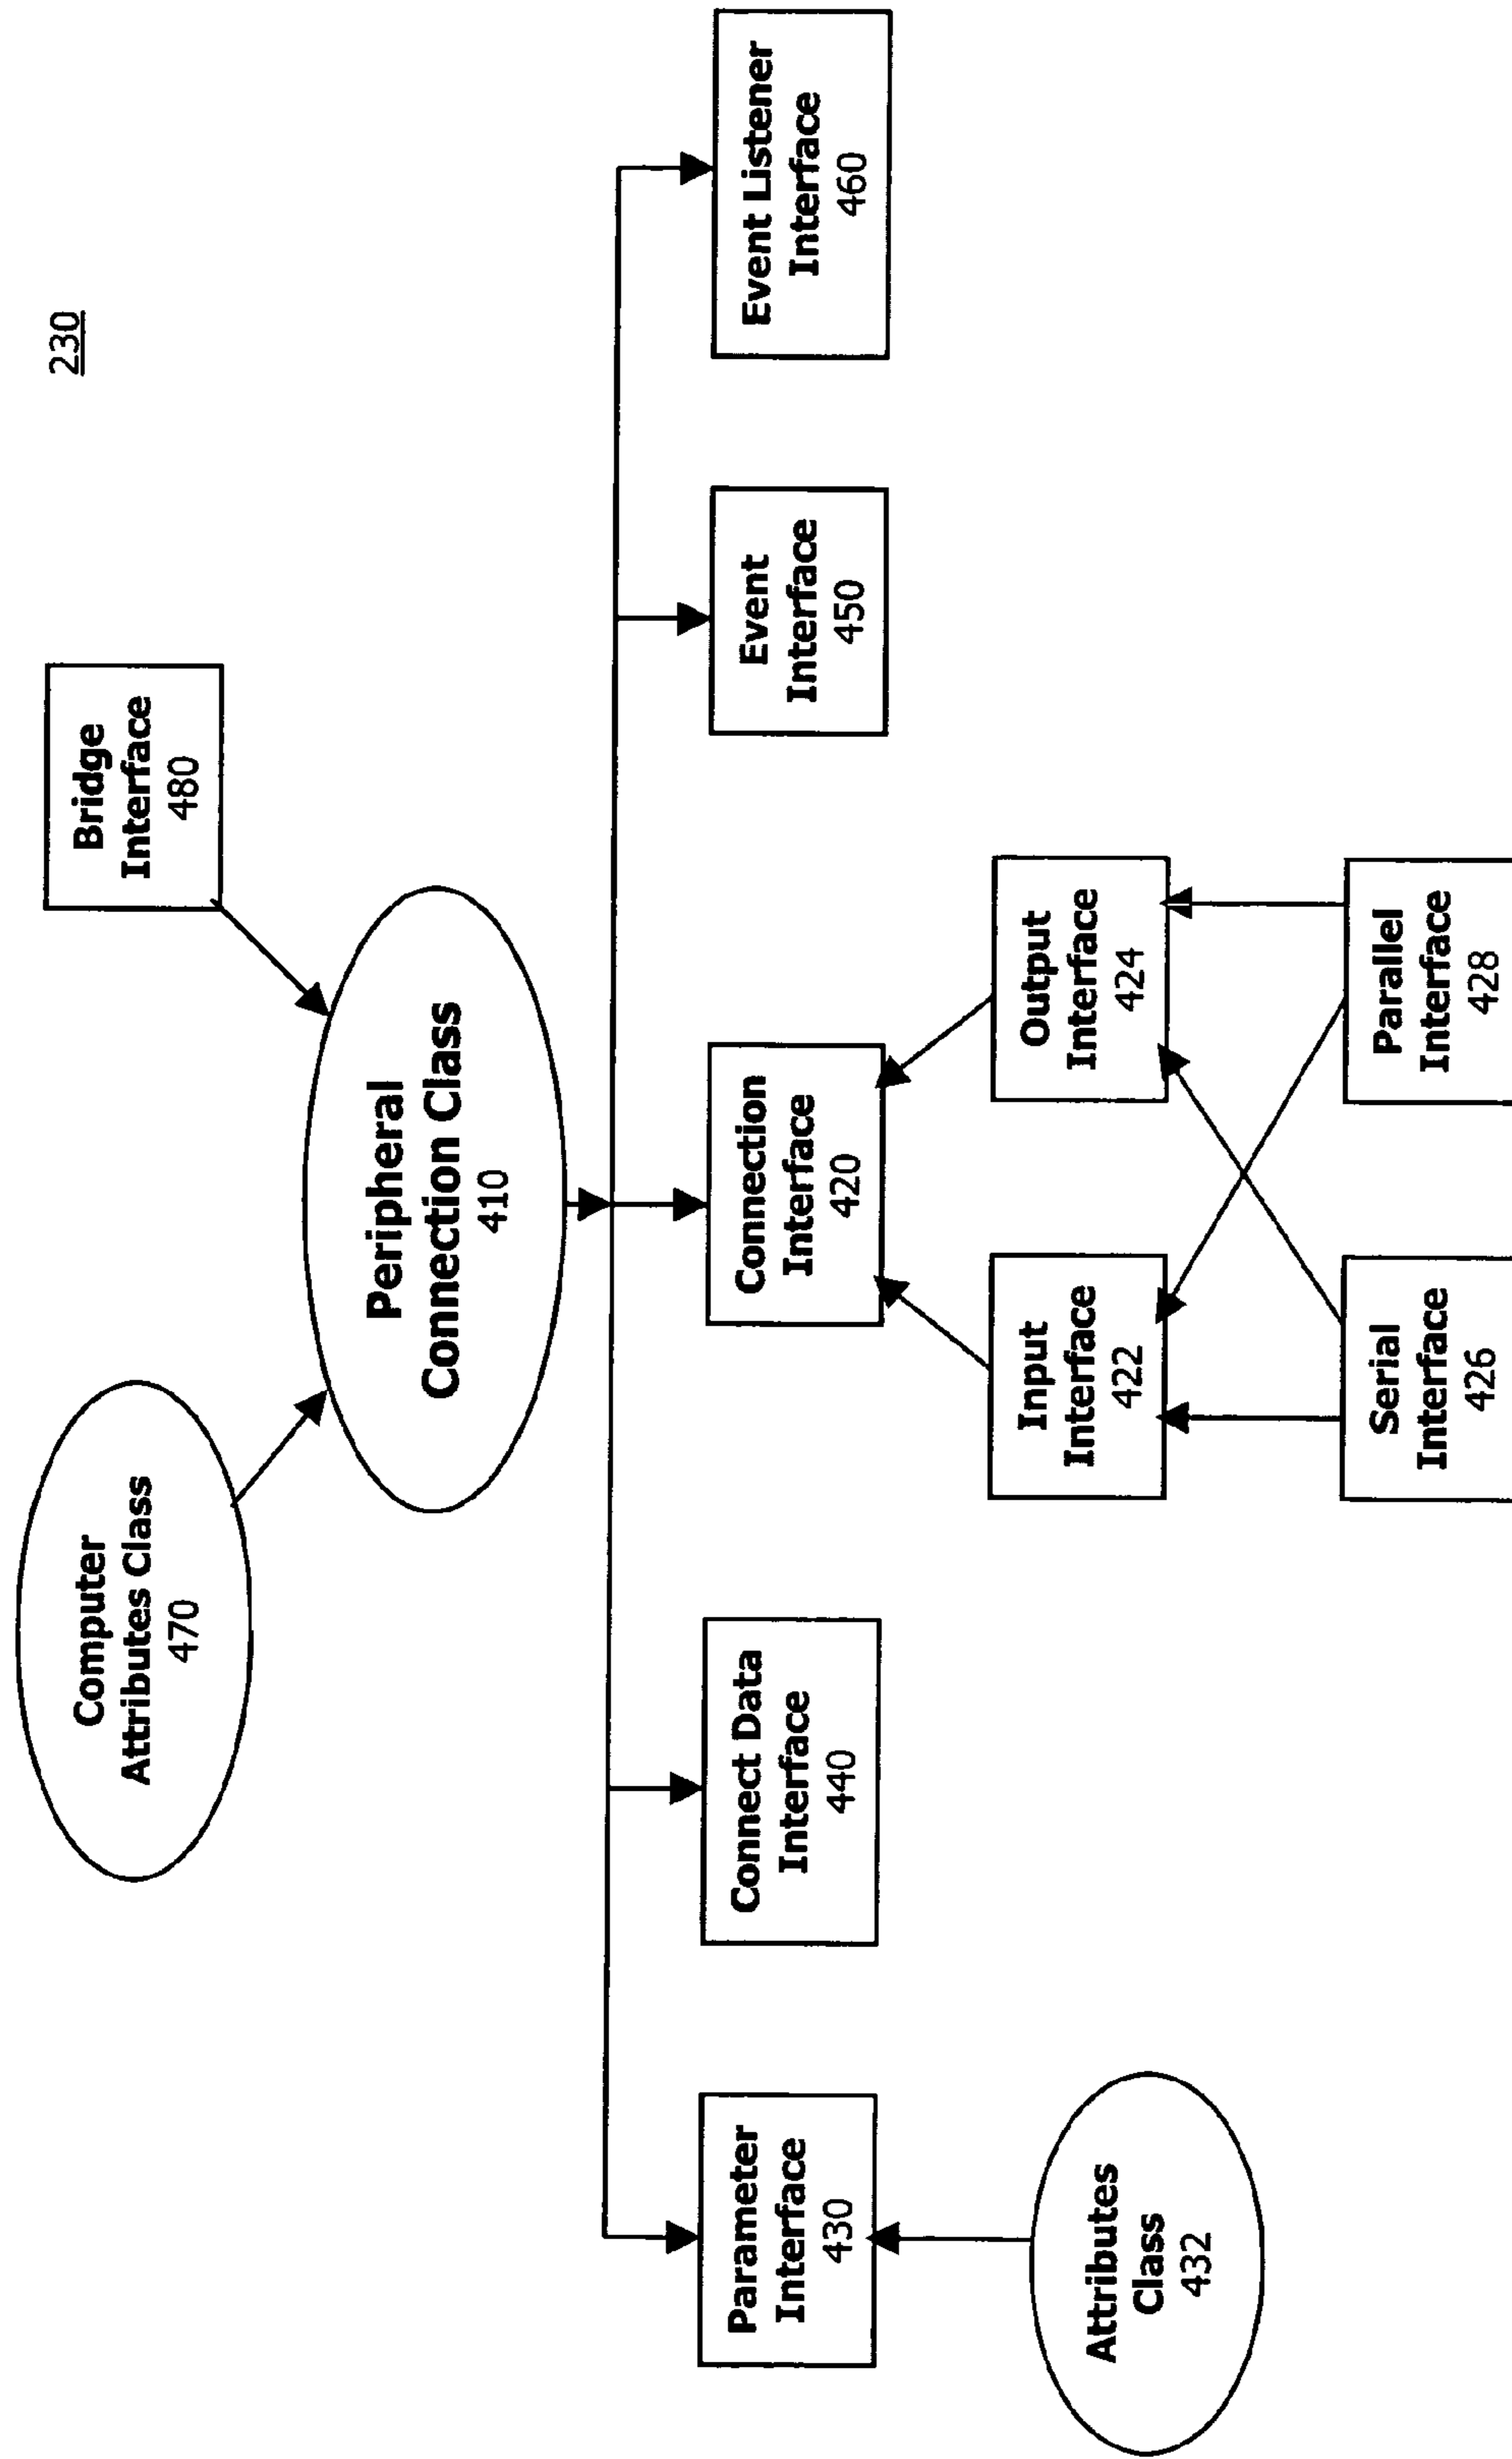 230
Computer
Attributes Class
470
Bridge
Interface
480
Peripheral
Connection Class
410
Parameter
Interface
430
Connect Data
Interface
440
Connection
Interface
420
Event
Interface
450
Event Listener
Interface
460
Attributes
Class
432
Input
Interface
422
Output
Interface
424
Serial
Interface
426
Parallel
Interface
428